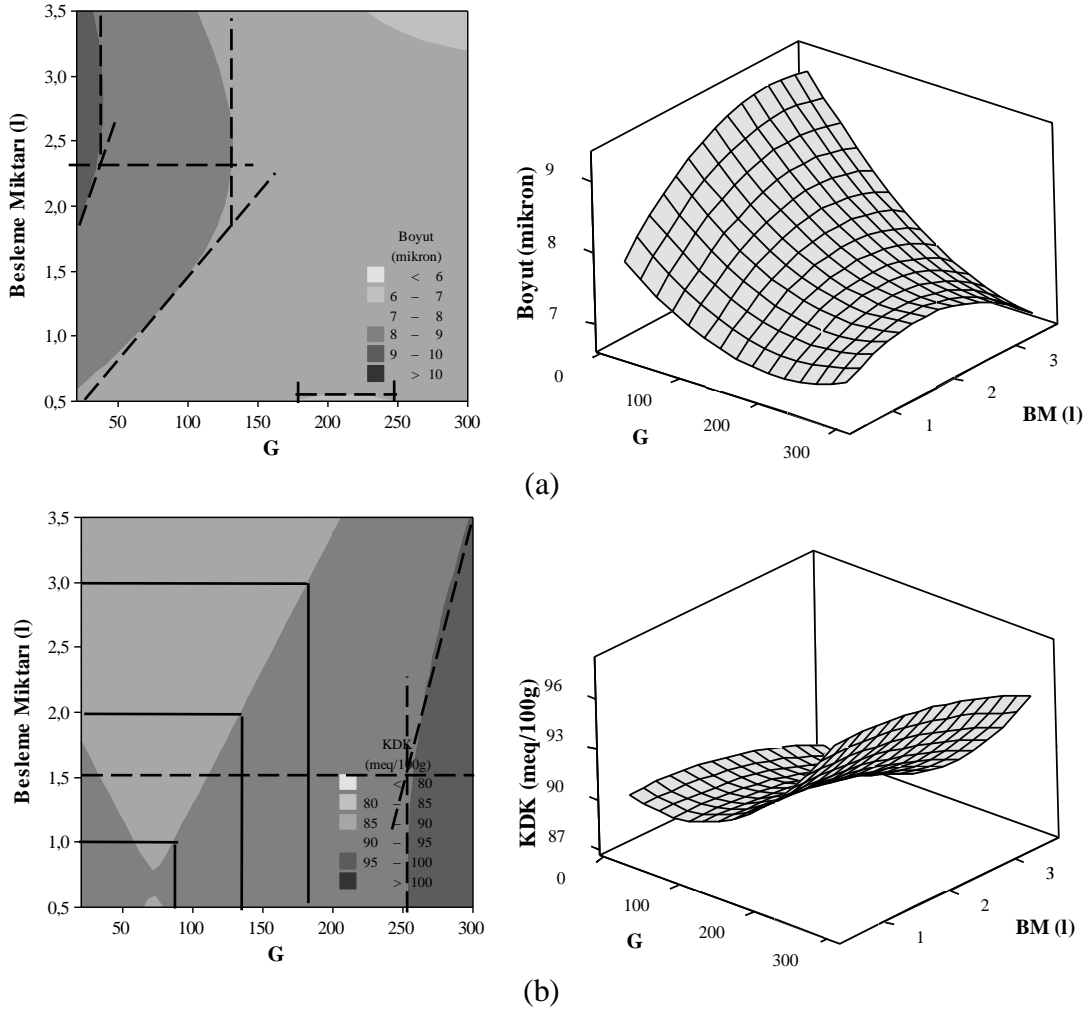 3,5
3,0
2,5
2,0
1,5
1,0
0,5
Besleme Miktarı (l)
50
100
150
200
250
300
G
Boyut
(mikron)
< 6
6 – 7
7 – 8
8 – 9
9 – 10
> 10
9
8
7
Boyut (mikron)
0
100
200
300
G
1
2
3
BM (l)
(a)
3,5
3,0
2,5
2,0
1,5
1,0
0,5
Besleme Miktarı (l)
50
100
150
200
250
300
G
KDK
(meq/100g)
< 80
80 – 85
85 – 90
90 – 95
95 – 100
> 100
96
93
90
87
KDK (meq/100g)
0
100
200
300
G
1
2
3
BM (l)
(b)